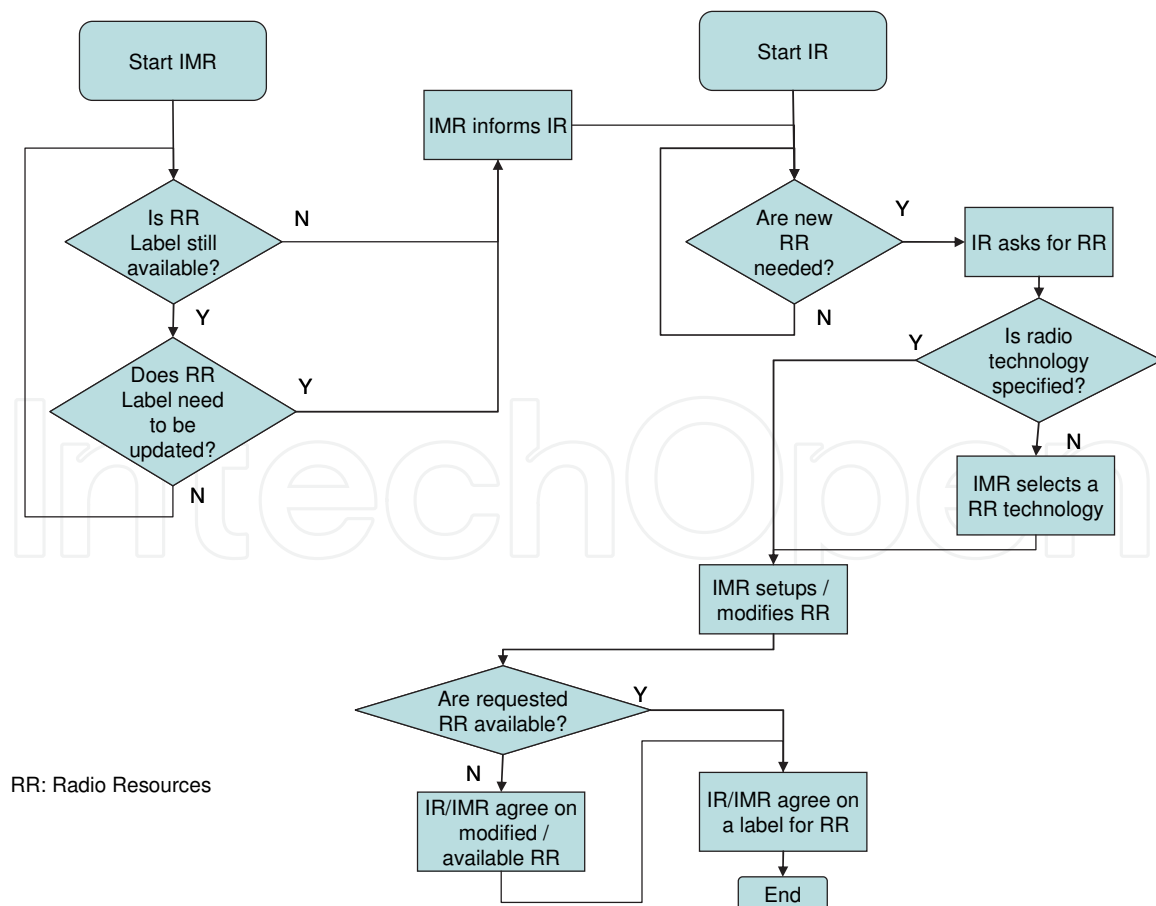 Start IMR
Start IR
IMR informs IR
Is RR
Label still
available?
N
Y
Does RR
Label need
to be
updated?
Y
N
Are new
RR
needed?
Y
N
IR asks for RR
Is radio
technology
specified?
Y
N
IMR selects a
RR technology
IMR setups /
modifies RR
Are requested
RR available?
Y
N
IR/IMR agree on
modified /
available RR
IR/IMR agree on
a label for RR
End
RR: Radio Resources
IntechOpen